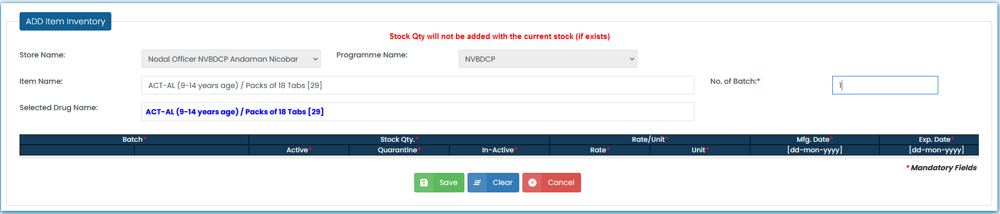 ADD Item Inventory
Stock Qty will not be added with the current stock (if exists)
Store Name: Nodal Officer NVBDCP Andaman Nicobar Programme Name: NVBDCP
Item Name: ACT-AL (9-14 years age) / Packs of 18 Tabs [29] No. of Batch:* 1
Selected Drug Name: ACT-AL (9-14 years age) / Packs of 18 Tabs [29]
Batch* Stock Qty.* Rate/Unit* Mfg. Date* Exp. Date*
Active* Quarantine* In-Active* Rate* Unit* [dd-mon-yyyy] [dd-mon-yyyy]
* Mandatory Fields
Save Clear Cancel